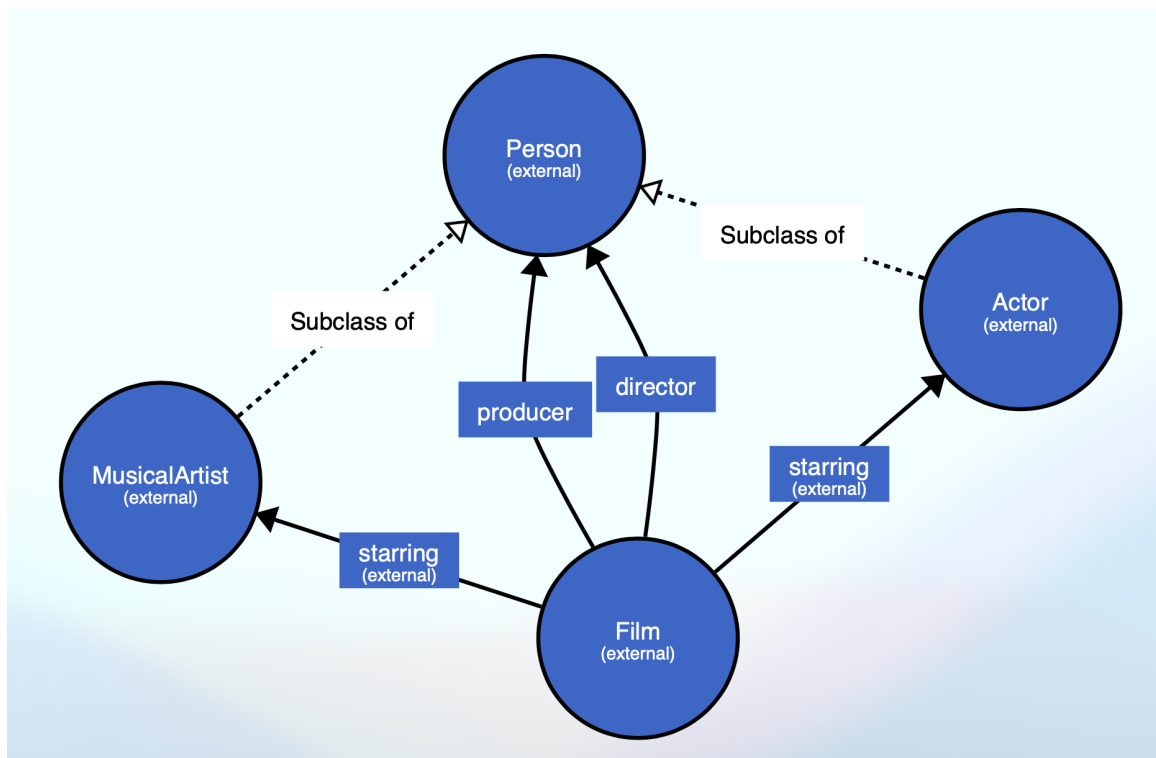 Person
(external)
Subclass of
Actor
(external)
Subclass of
director
producer
starring
(external)
MusicalArtist
(external)
starring
(external)
Film
(external)